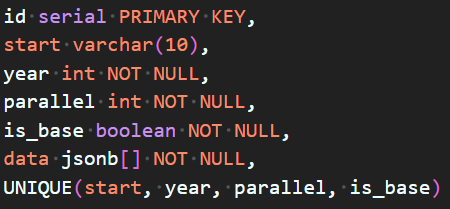 id serial PRIMARY KEY,
start varchar(10),
year int NOT NULL,
parallel int NOT NULL,
is_base boolean NOT NULL,
data jsonb[] NOT NULL,
UNIQUE(start, year, parallel, is_base)